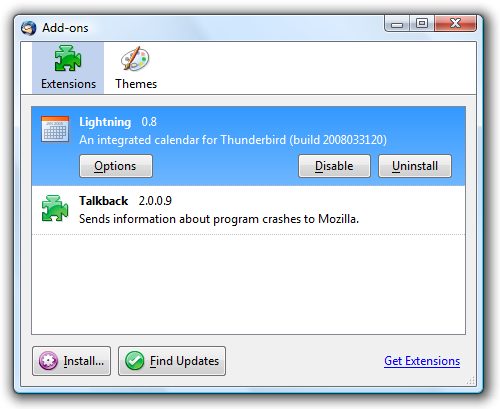 Add-ons
Extensions Themes
Lightning 0.8
An integrated calendar for Thunderbird (build 2008033120)
Options Disable Uninstall
Talkback 2.0.0.9
Sends information about program crashes to Mozilla.
Install... Find Updates Get Extensions